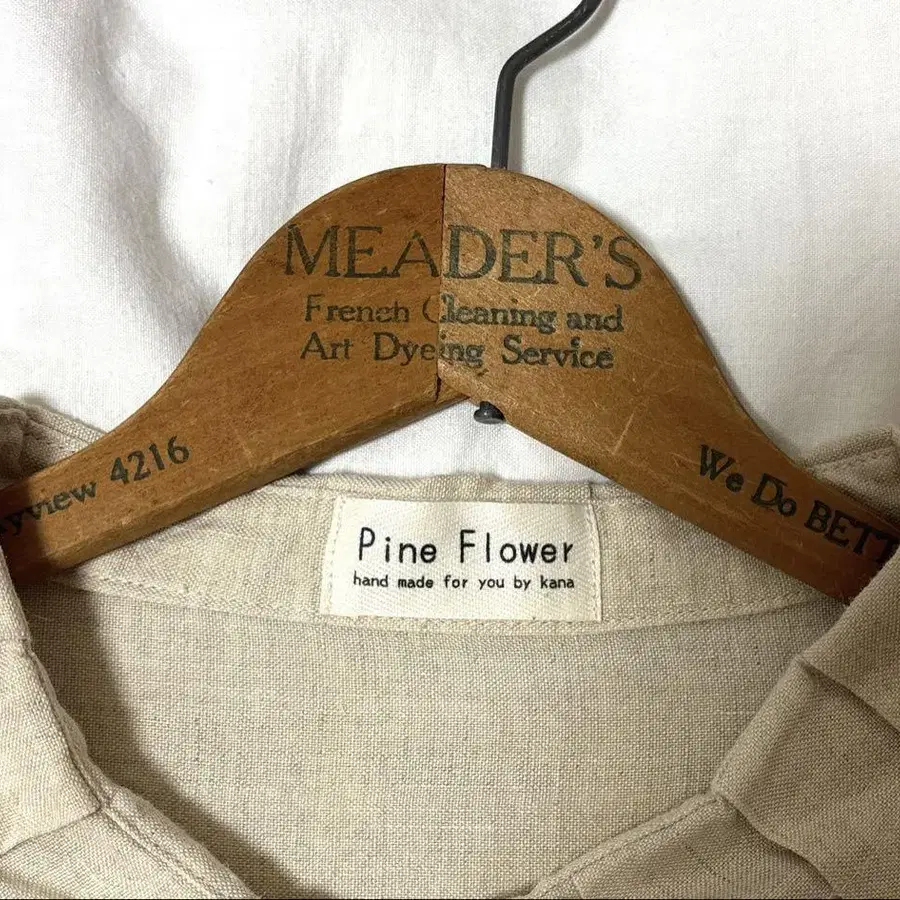 MEADER'S
French Cleaning and
Art Dyeing Service
4216
We Do
Pine Flower
hand made for you by kana